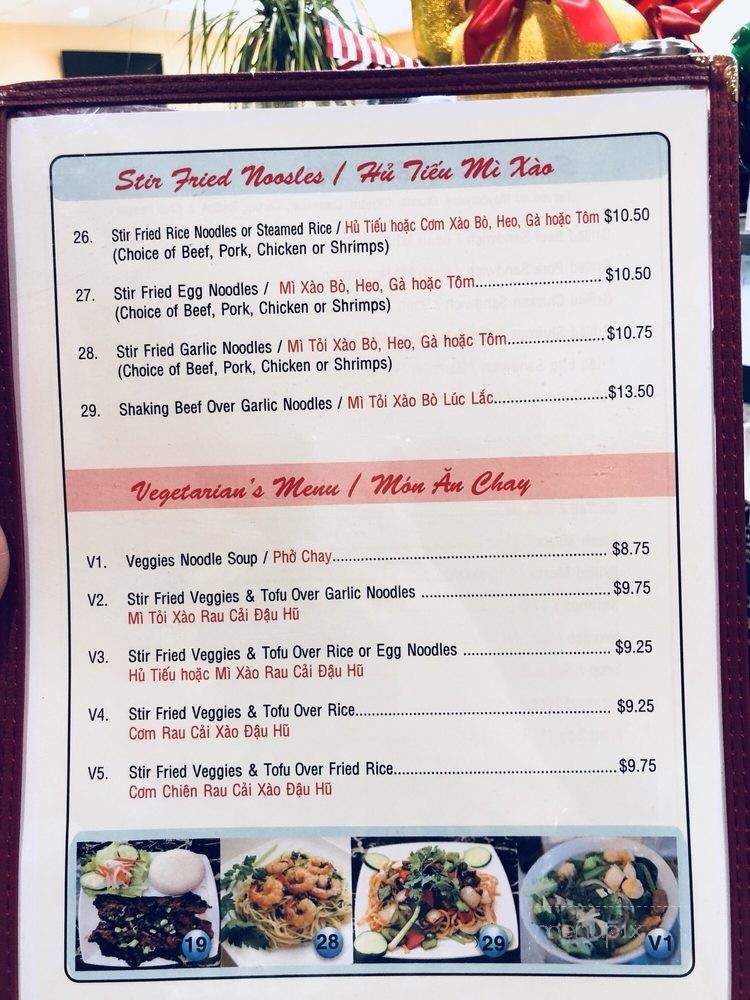 Stir Fried Noosles / Hủ Tiếu Mì Xào
26. Stir Fried Rice Noodles or Steamed Rice / Hủ Tiếu hoặc Cơm Xào Bò, Heo, Gà hoặc Tôm $10.50
(Choice of Beef, Pork, Chicken or Shrimps)
27. Stir Fried Egg Noodles / Mì Xào Bò, Heo, Gà hoặc Tôm.......................... $10.50
(Choice of Beef, Pork, Chicken or Shrimps)
28. Stir Fried Garlic Noodles / Mì Tỏi Xào Bò, Heo, Gà hoặc Tôm....................$10.75
(Choice of Beef, Pork, Chicken or Shrimps)
29. Shaking Beef Over Garlic Noodles / Mì Tỏi Xào Bò Lúc Lắc.......................$13.50
Vegetarian's Menu / Món Ăn Chay
V1. Veggies Noodle Soup / Phở Chay....................................................... $8.75
V2. Stir Fried Veggies & Tofu Over Garlic Noodles ......................................$9.75
Mì Tỏi Xào Rau Cải Đậu Hũ
V3. Stir Fried Veggies & Tofu Over Rice or Egg Noodles .............................. $9.25
Hủ Tiếu hoặc Mì Xào Rau Cải Đậu Hũ
V4. Stir Fried Veggies & Tofu Over Rice................................................... $9.25
Cơm Rau Cải Xào Đậu Hũ
V5. Stir Fried Veggies & Tofu Over Fried Rice.............................................$9.75
Cơm Chiên Rau Cải Xào Đậu Hũ
19 28 29 V1
menupix